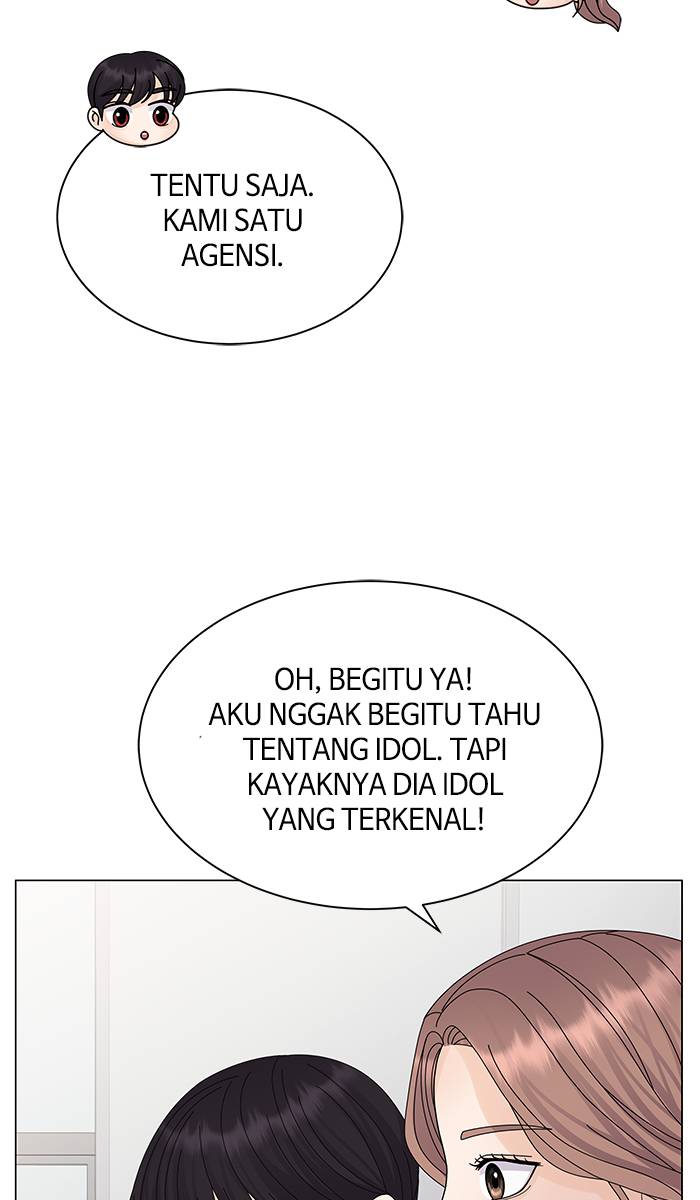 TENTU SAJA.
KAMI SATU
AGENSI.
OH, BEGITU YA!
AKU NGGAK BEGITU TAHU
TENTANG IDOL. TAPI
KAYAKNYA DIA IDOL
YANG TERKENAL!